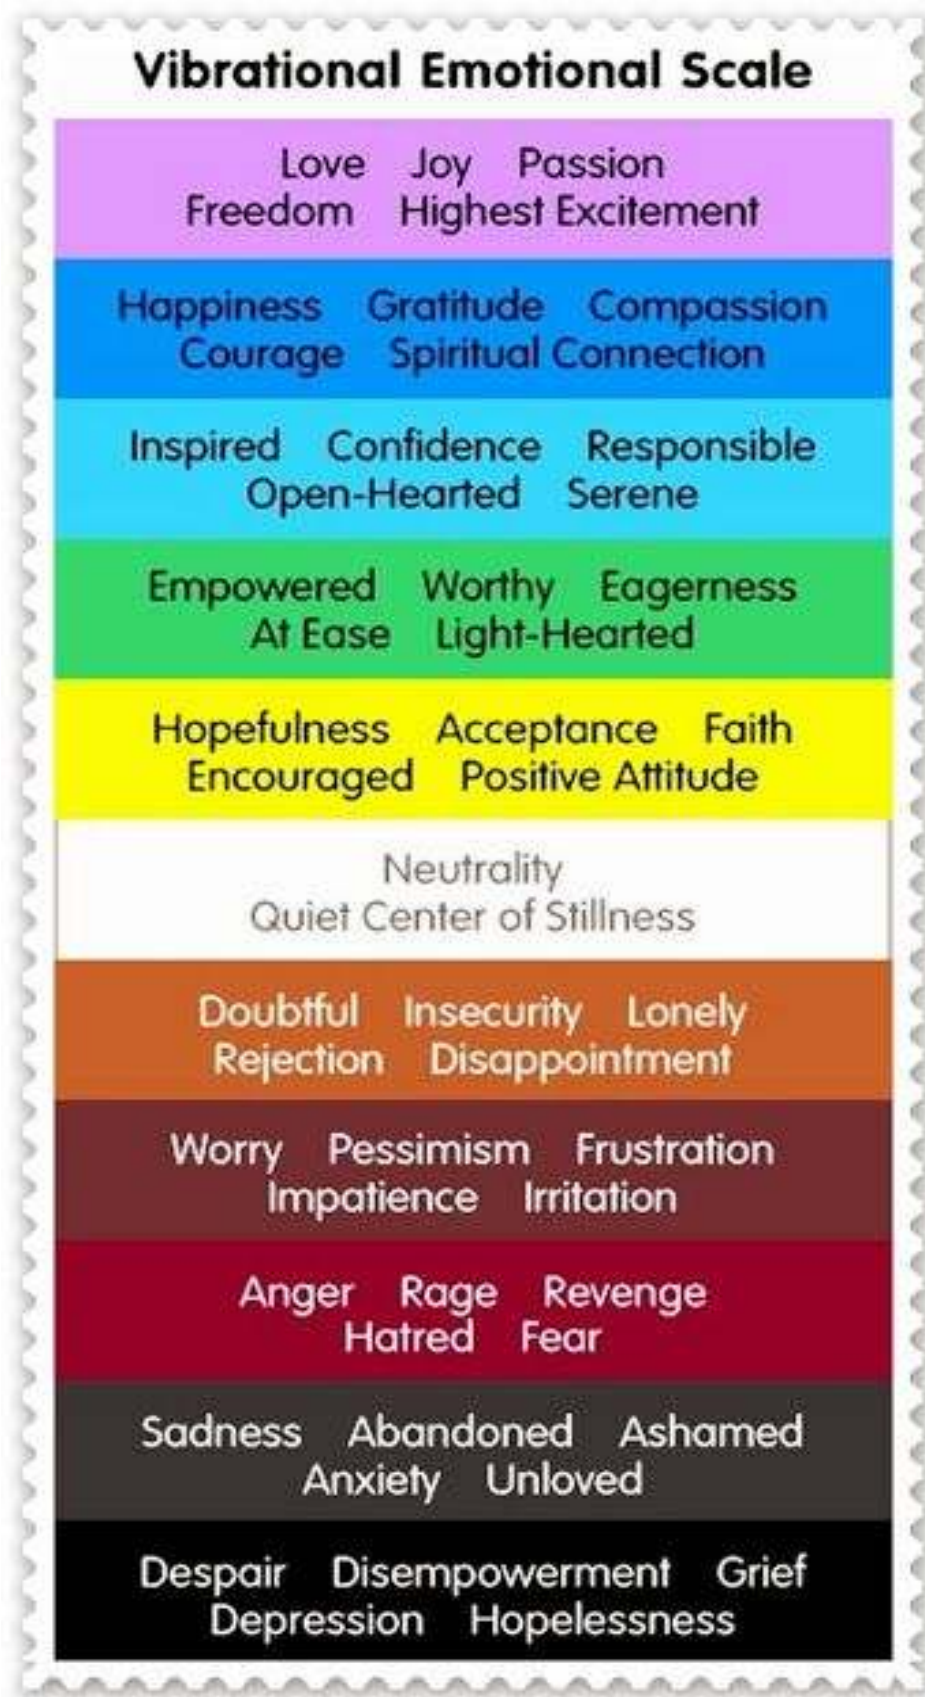 Vibrational Emotional Scale
Love Joy Passion
Freedom Highest Excitement
Happiness Gratitude Compassion
Courage Spiritual Connection
Inspired Confidence Responsible
Open-Hearted Serene
Empowered Worthy Eagerness
At Ease Light-Hearted
Hopefulness Acceptance Faith
Encouraged Positive Attitude
Neutrality
Quiet Center of Stillness
Doubtful Insecurity Lonely
Rejection Disappointment
Worry Pessimism Frustration
Impatience Irritation
Anger Rage Revenge
Hatred Fear
Sadness Abandoned Ashamed
Anxiety Unloved
Despair Disempowerment Grief
Depression Hopelessness